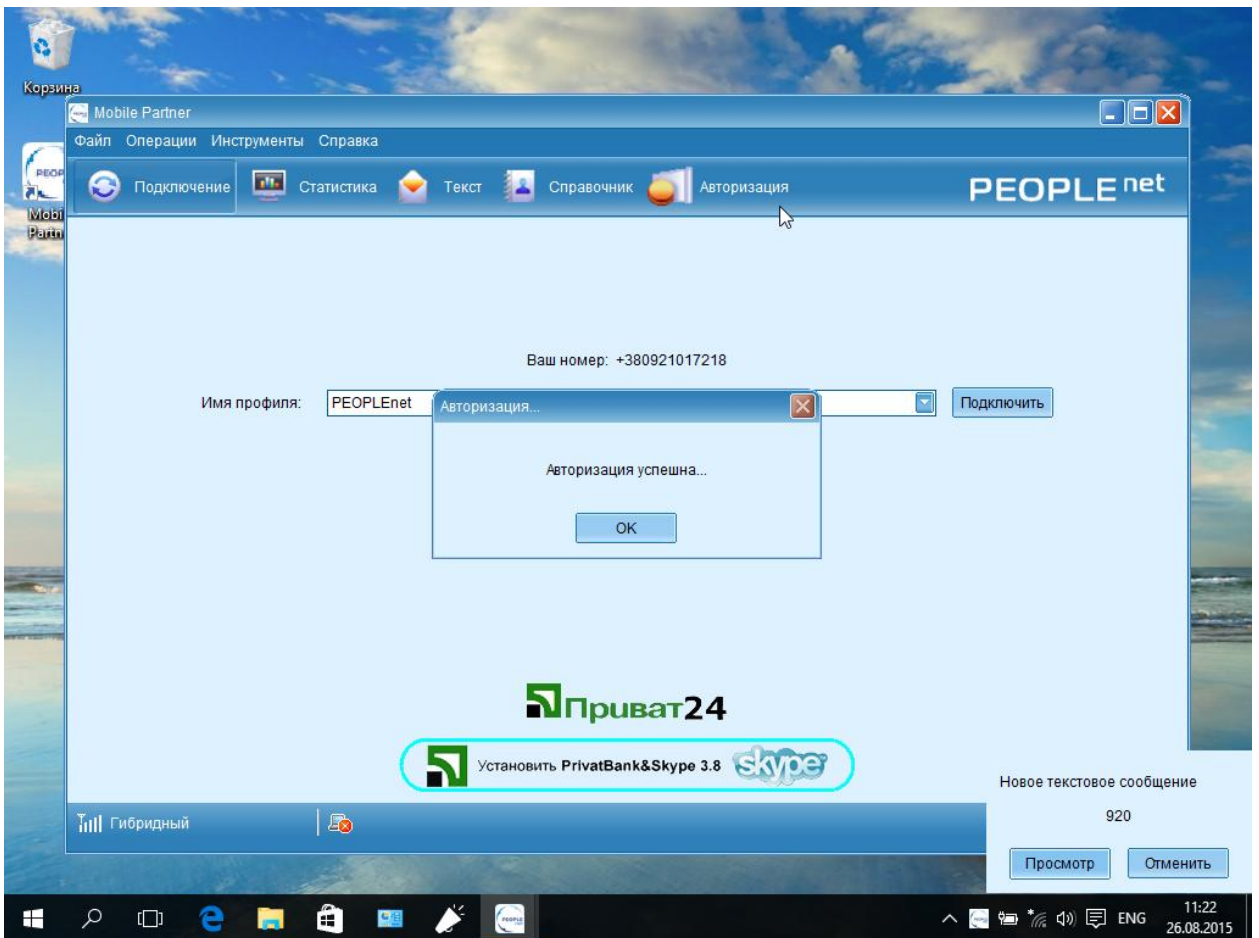 Корзина
Mobile Partner
Файл Операции Инструменты Справка
Подключение Статистика Текст Справочник Авторизация PEOPLEnet
Ваш номер: +380921017218
Имя профиля: PEOPLEnet Подключить
Авторизация...
Авторизация успешна...
OK
Приват24
Установить PrivatBank&Skype 3.8 skype
Гибридный
Новое текстовое сообщение
920
Просмотр Отменить
ENG
11:22
26.08.2015